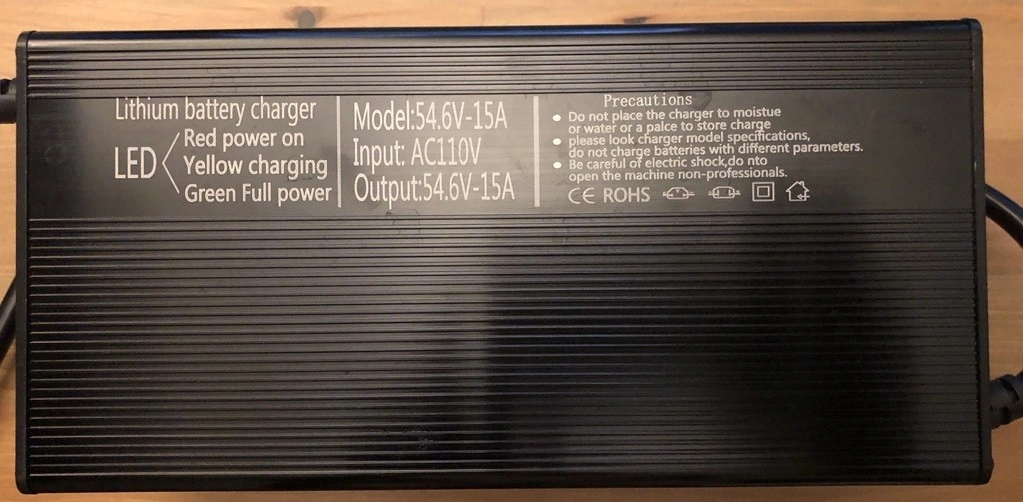 Lithium battery charger
LED
Red power on
Yellow charging
Green Full power
Model:54.6V-15A
Input: AC110V
Output:54.6V-15A
Precautions
Do not place the charger to moistue
or water or a palce to store charge
please look charger model specifications,
do not charge batteries with different parameters.
Be careful of electric shock,do nto
open the machine non-professionals.
CE ROHS